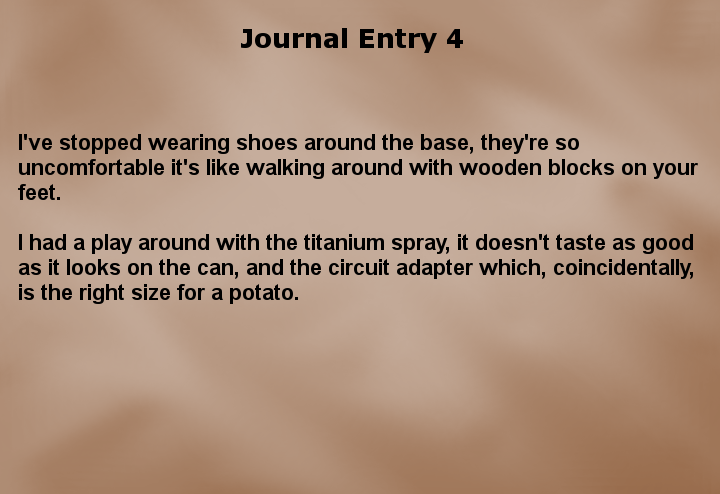 Journal Entry 4
I've stopped wearing shoes around the base, they're so
uncomfortable it's like walking around with wooden blocks on your
feet.
I had a play around with the titanium spray, it doesn't taste as good
as it looks on the can, and the circuit adapter which, coincidentally,
is the right size for a potato.